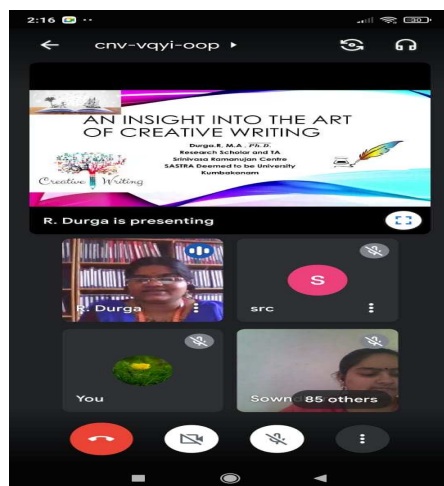 2:16
30
cnv-vqyi-oop
AN INSIGHT INTO THE ART
OF CREATIVE WRITING
Durga.R, M.A., Ph.D.
Research Scholar and TA
Srinivasa Ramanujan Centre
SASTRA Deemed to be University
Kumbakonam
Creative Writing
R. Durga is presenting
R. Durga
S
src
You
Sown
85 others